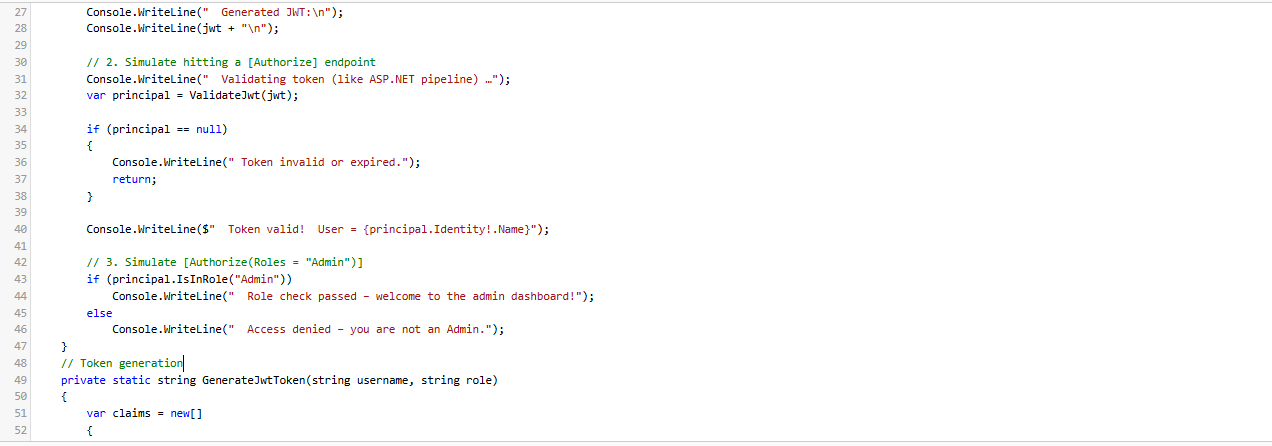 27        Console.WriteLine("  Generated JWT:\n");
28        Console.WriteLine(jwt + "\n");
29
30        // 2. Simulate hitting a [Authorize] endpoint
31        Console.WriteLine("  Validating token (like ASP.NET pipeline) …");
32        var principal = ValidateJwt(jwt);
33
34        if (principal == null)
35        {
36            Console.WriteLine(" Token invalid or expired.");
37            return;
38        }
39
40        Console.WriteLine($"  Token valid!  User = {principal.Identity!.Name}");
41
42        // 3. Simulate [Authorize(Roles = "Admin")]
43        if (principal.IsInRole("Admin"))
44            Console.WriteLine("  Role check passed – welcome to the admin dashboard!");
45        else
46            Console.WriteLine("  Access denied – you are not an Admin.");
47    }
48    // Token generation
49    private static string GenerateJwtToken(string username, string role)
50    {
51        var claims = new[]
52        {